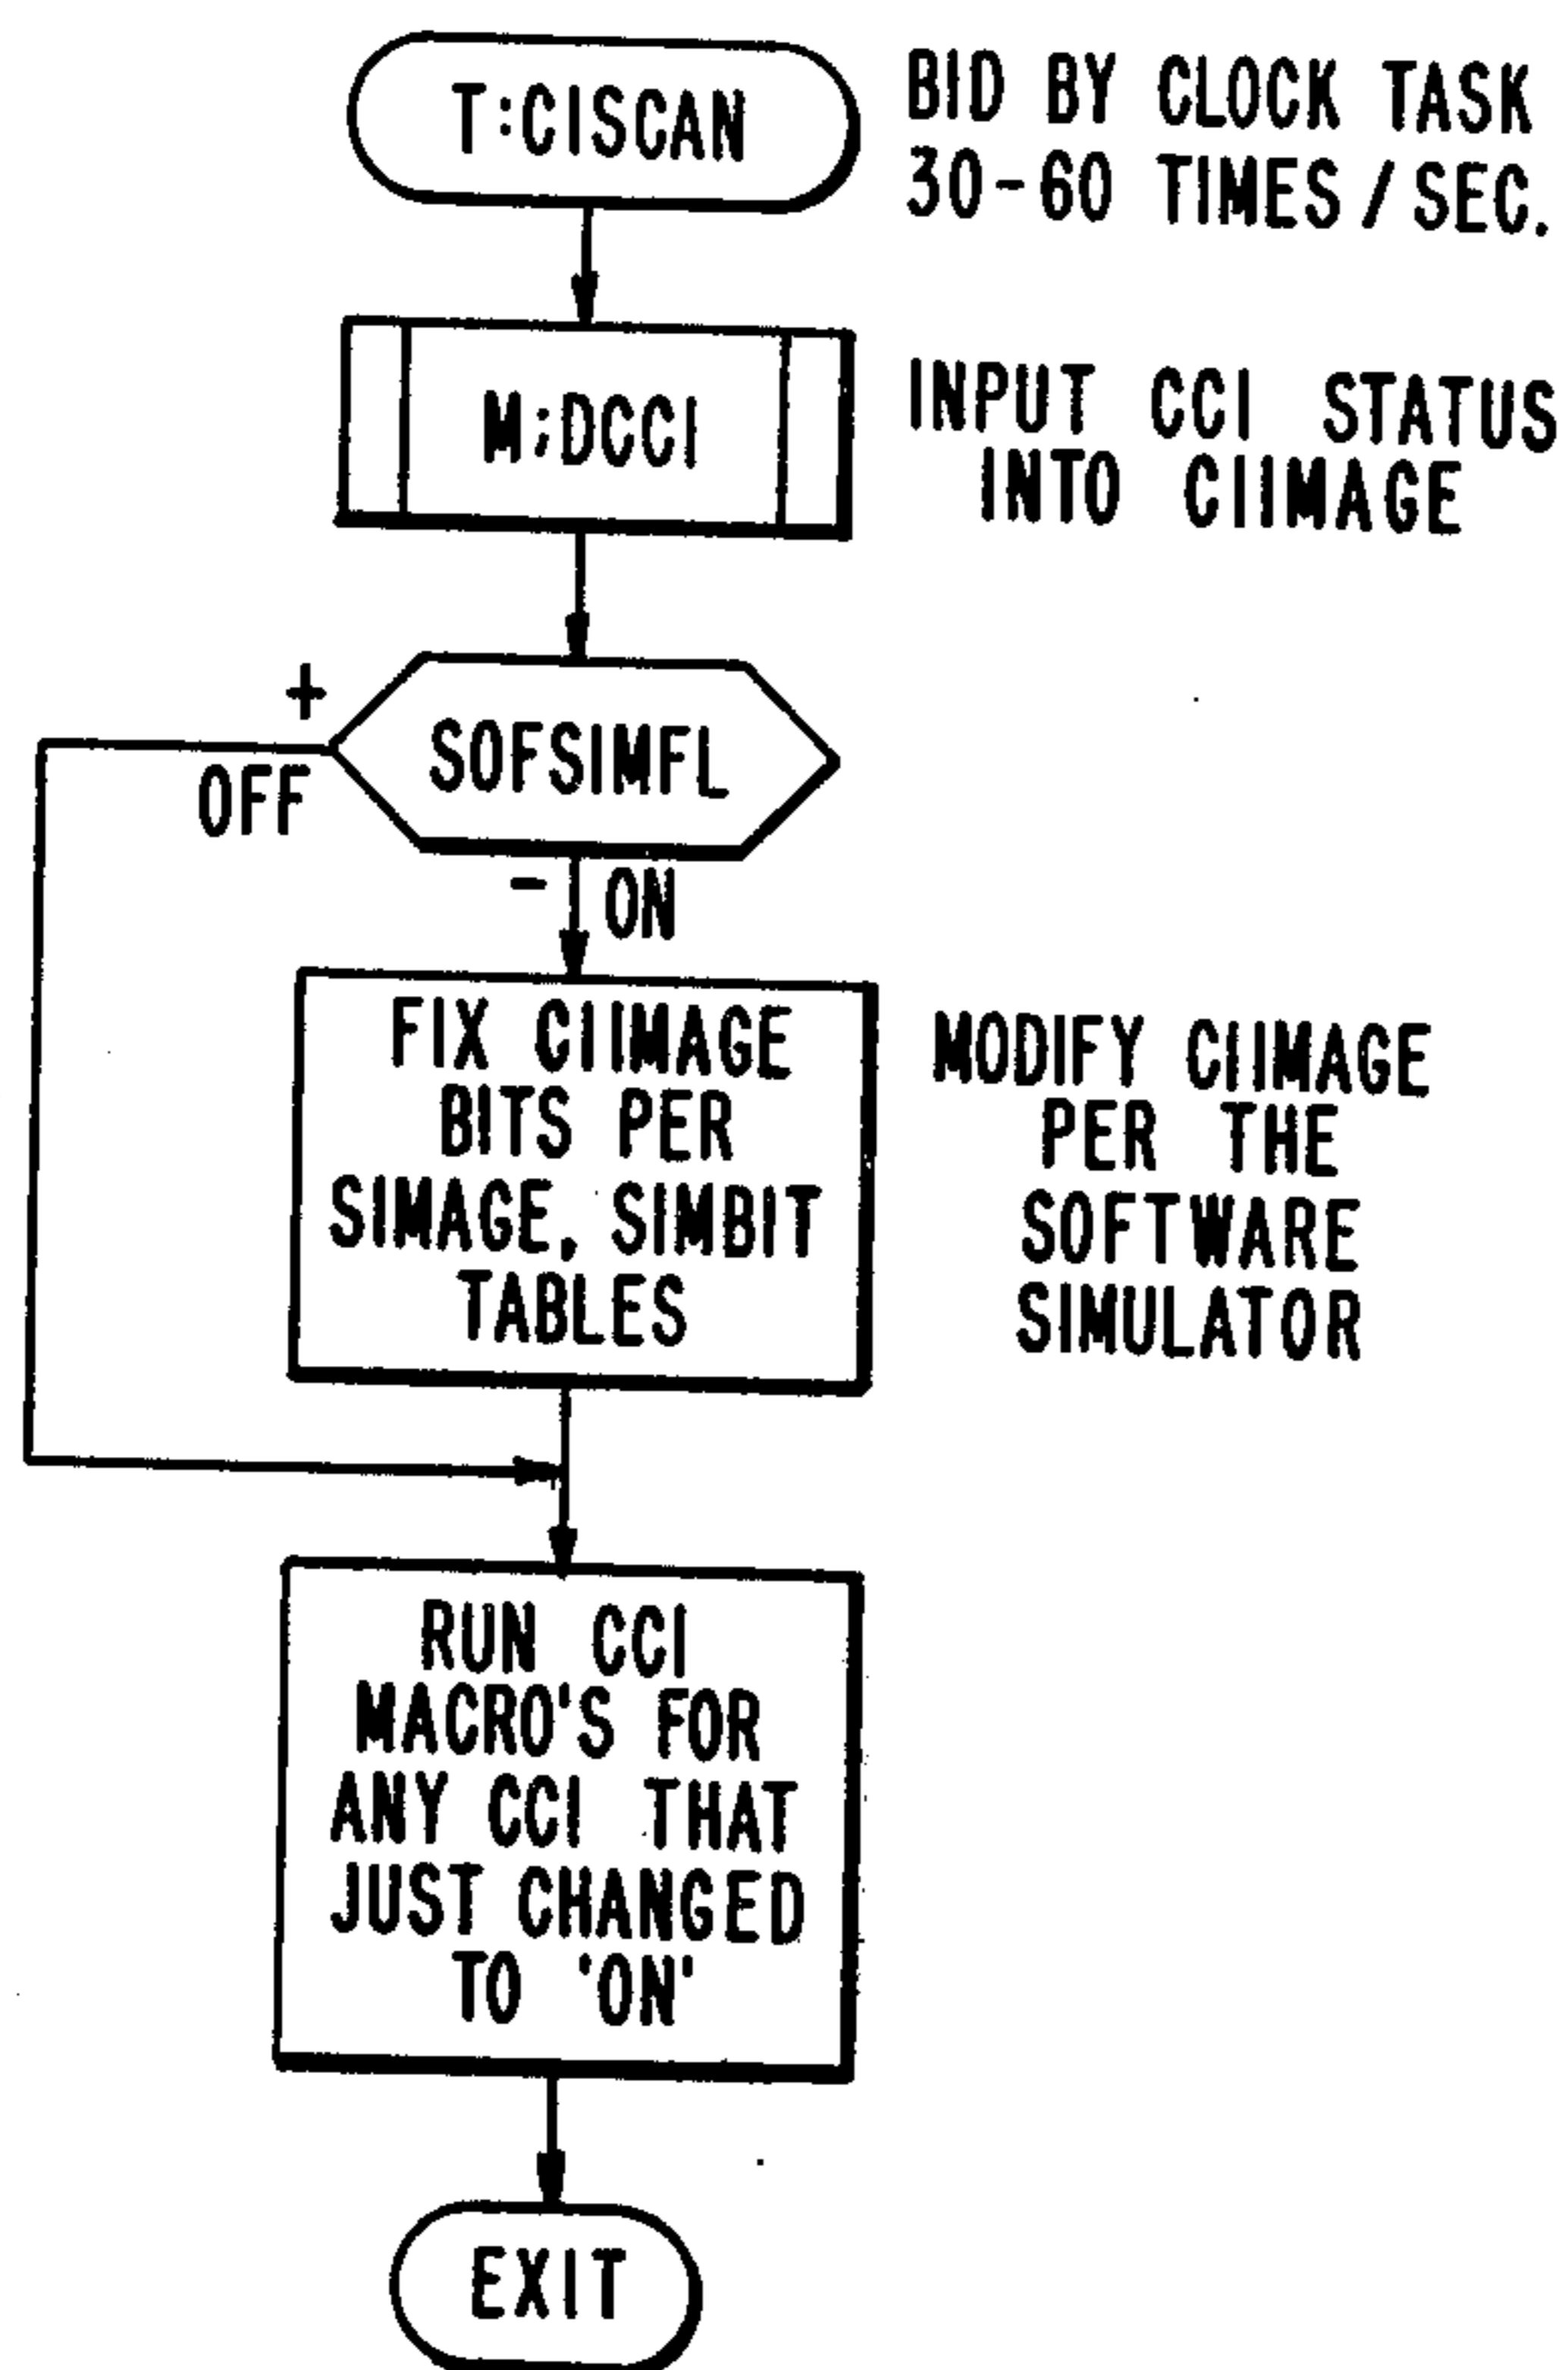 T:CISCAN
BID BY CLOCK TASK
30-60 TIMES/SEC.
M:DCCI
INPUT CCI STATUS
INTO CIIMAGE
+
SOFSIMFL
OFF
- ON
FIX CIIMAGE
BITS PER
SIMAGE, SIMBIT
TABLES
MODIFY CIIMAGE
PER THE
SOFTWARE
SIMULATOR
RUN CCI
MACRO'S FOR
ANY CCI THAT
JUST CHANGED
TO 'ON'
EXIT